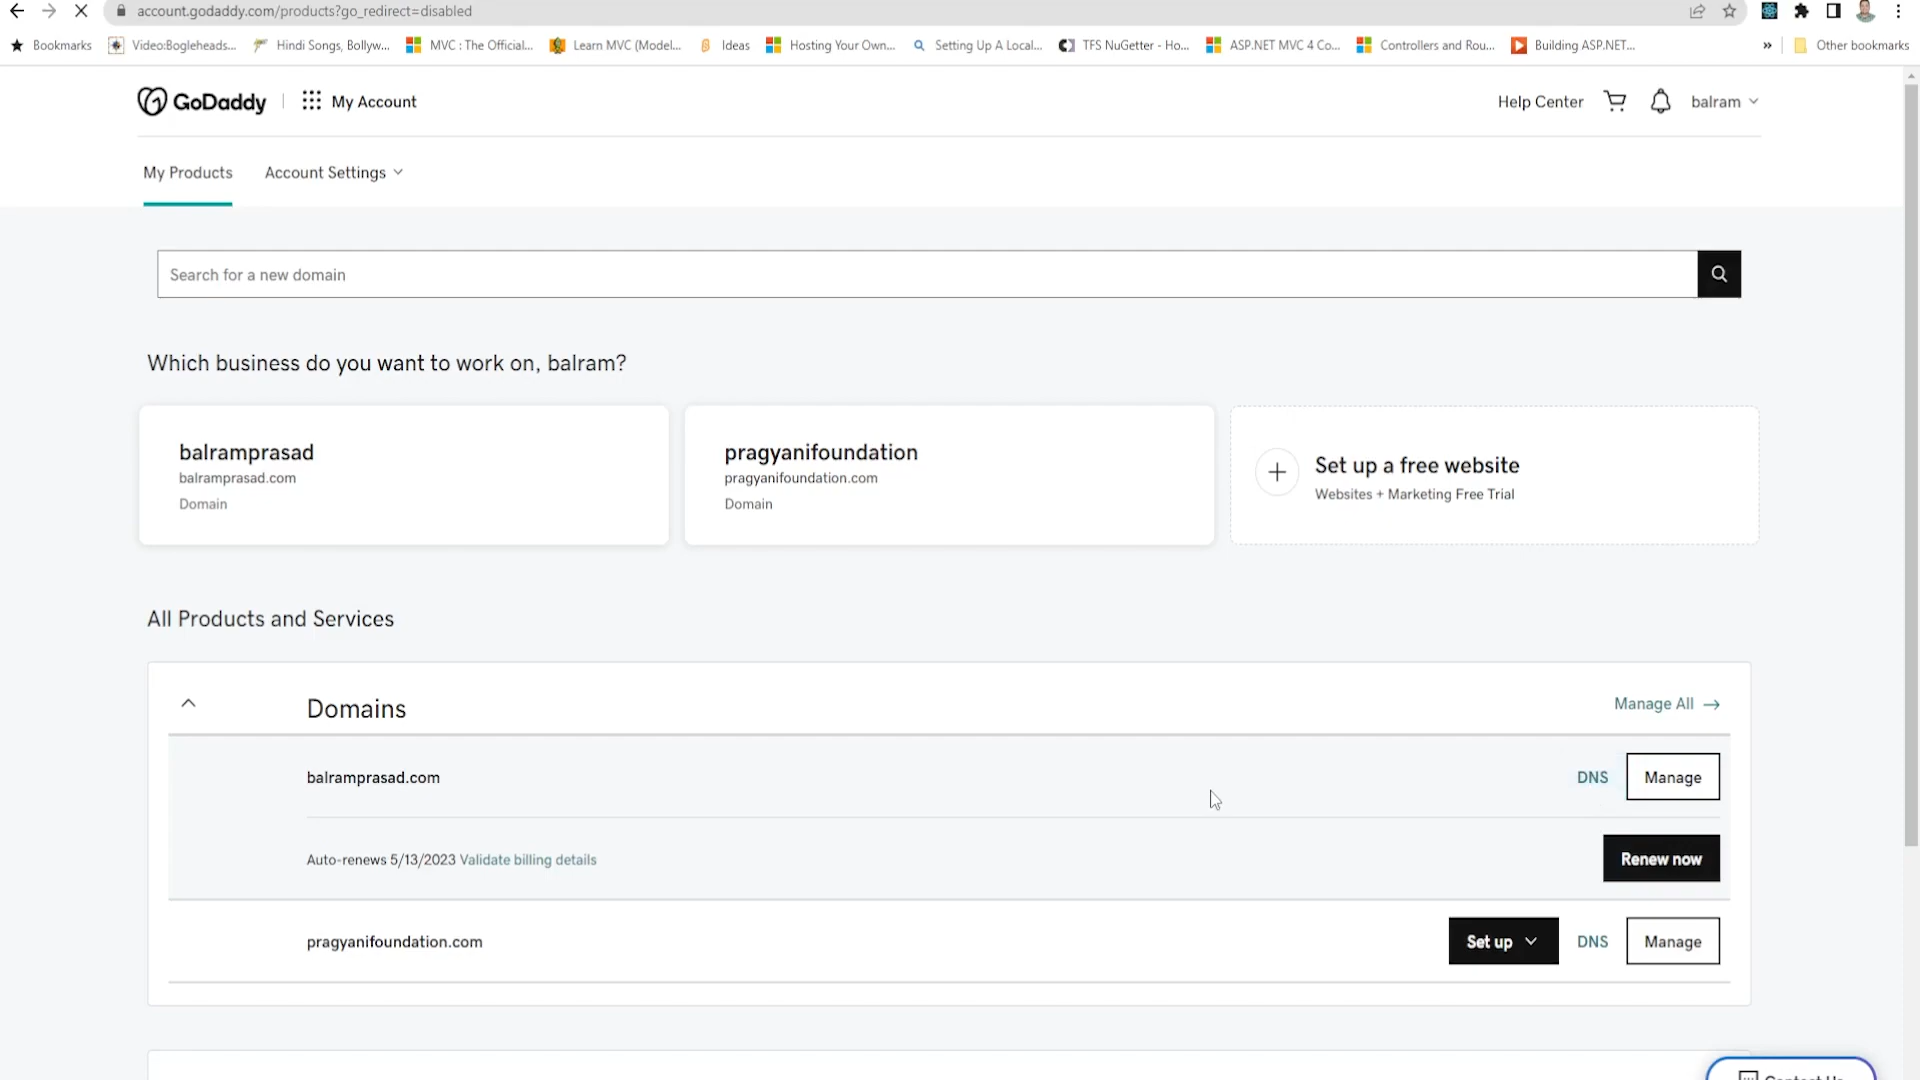 account.godaddy.com/products?go_redirect=disabled
Bookmarks Video:Bogleheads... Hindi Songs, Bollyw... MVC : The Official... Learn MVC (Model... Ideas Hosting Your Own... Setting Up A Local... TFS NuGetter - Ho... ASP.NET MVC 4 Co... Controllers and Rou... Building ASP.NET... » Other bookmarks
GoDaddy My Account Help Center balram
My Products Account Settings
Search for a new domain
Which business do you want to work on, balram?
balramprasad
balramprasad.com
Domain
pragyanifoundation
pragyanifoundation.com
Domain
Set up a free website
Websites + Marketing Free Trial
All Products and Services
Domains Manage All →
balramprasad.com DNS Manage
Auto-renews 5/13/2023 Validate billing details Renew now
pragyanifoundation.com Set up DNS Manage
Contact Us